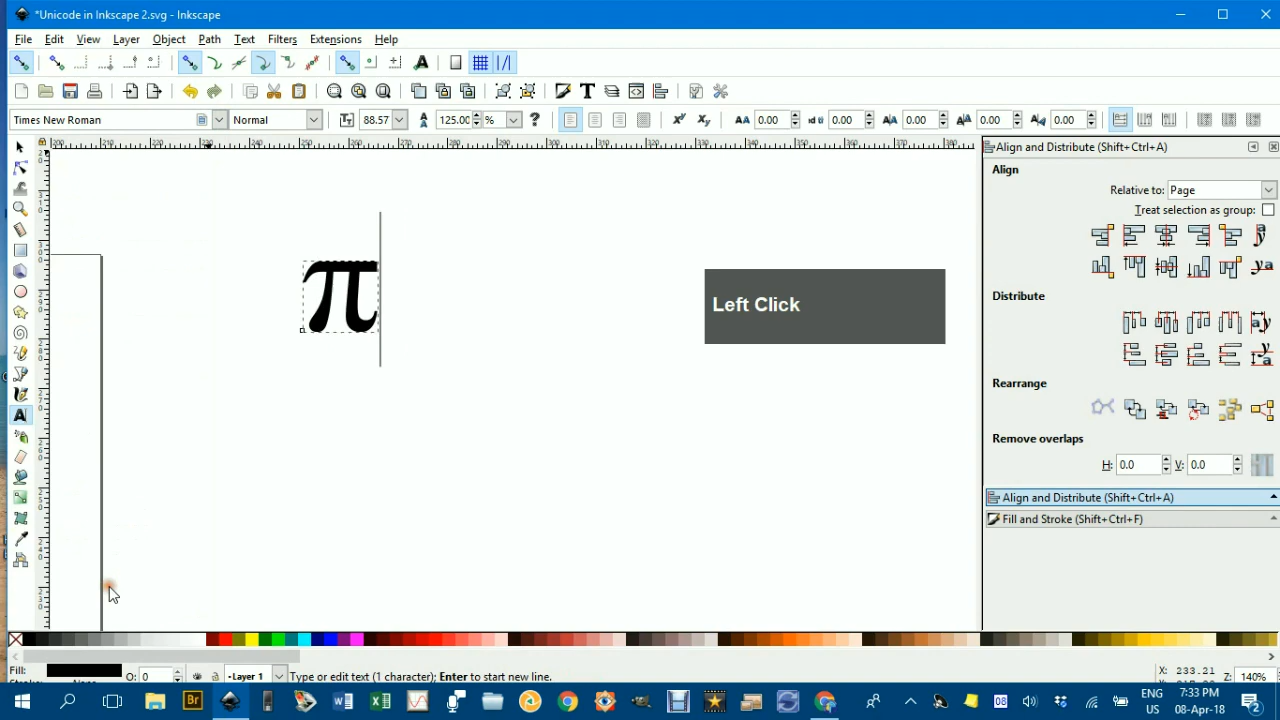 *Unicode in Inkscape 2.svg - Inkscape
File Edit View Layer Object Path Text Filters Extensions Help
Times New Roman Normal 88.57 125.00 % 0.00 0.00 0.00 0.00 0.00
Align and Distribute (Shift+Ctrl+A)
Align
Relative to: Page
Treat selection as group:
π
Left Click
Distribute
Rearrange
Remove overlaps
H: 0.0 V: 0.0
Align and Distribute (Shift+Ctrl+A)
Fill and Stroke (Shift+Ctrl+F)
Fill: O: 0 Layer 1 Type or edit text (1 character); Enter to start new line. X: 233.21 Z: 140%
ENG 7:33 PM
US 08-Apr-18